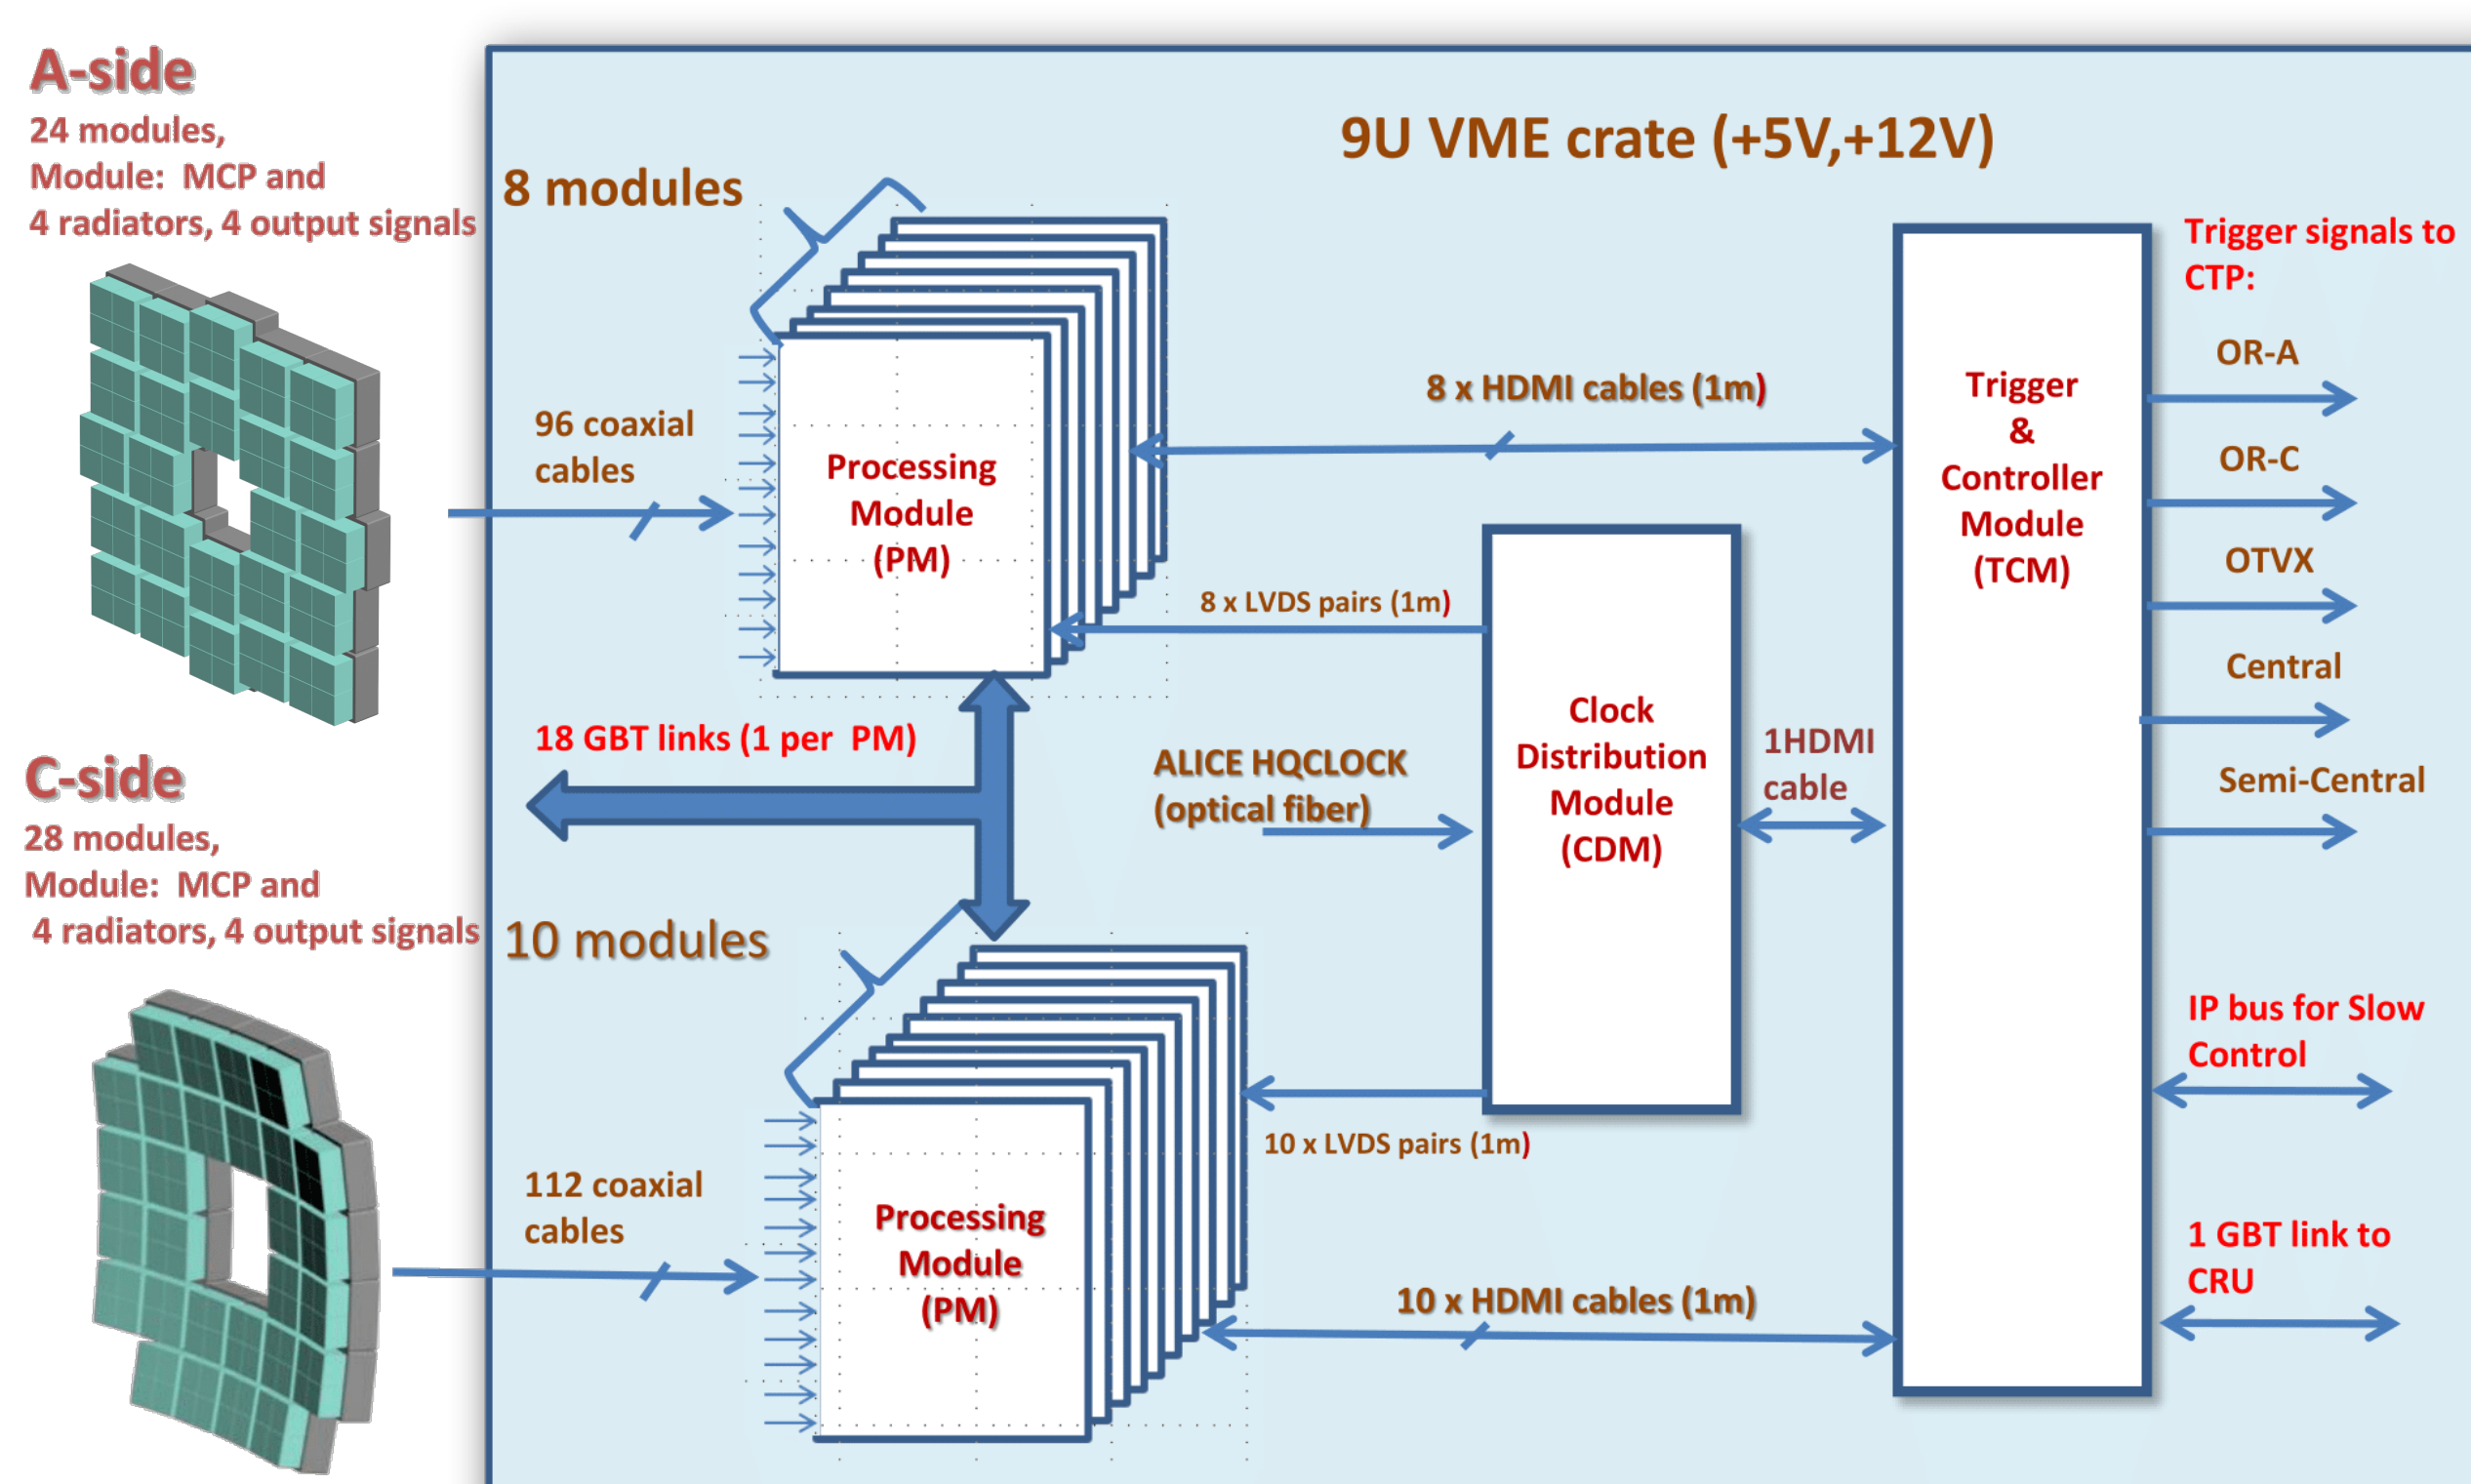 A-side
24 modules,
Module: MCP and
4 radiators, 4 output signals
C-side
28 modules,
Module: MCP and
4 radiators, 4 output signals
9U VME crate (+5V,+12V)
8 modules
96 coaxial
cables
Processing
Module
(PM)
8 x HDMI cables (1m)
8 x LVDS pairs (1m)
18 GBT links (1 per PM)
ALICE HQCLOCK
(optical fiber)
Clock
Distribution
Module
(CDM)
1HDMI
cable
10 modules
112 coaxial
cables
Processing
Module
(PM)
10 x LVDS pairs (1m)
10 x HDMI cables (1m)
Trigger
&
Controller
Module
(TCM)
Trigger signals to
CTP:
OR-A
OR-C
OTVX
Central
Semi-Central
IP bus for Slow
Control
1 GBT link to
CRU